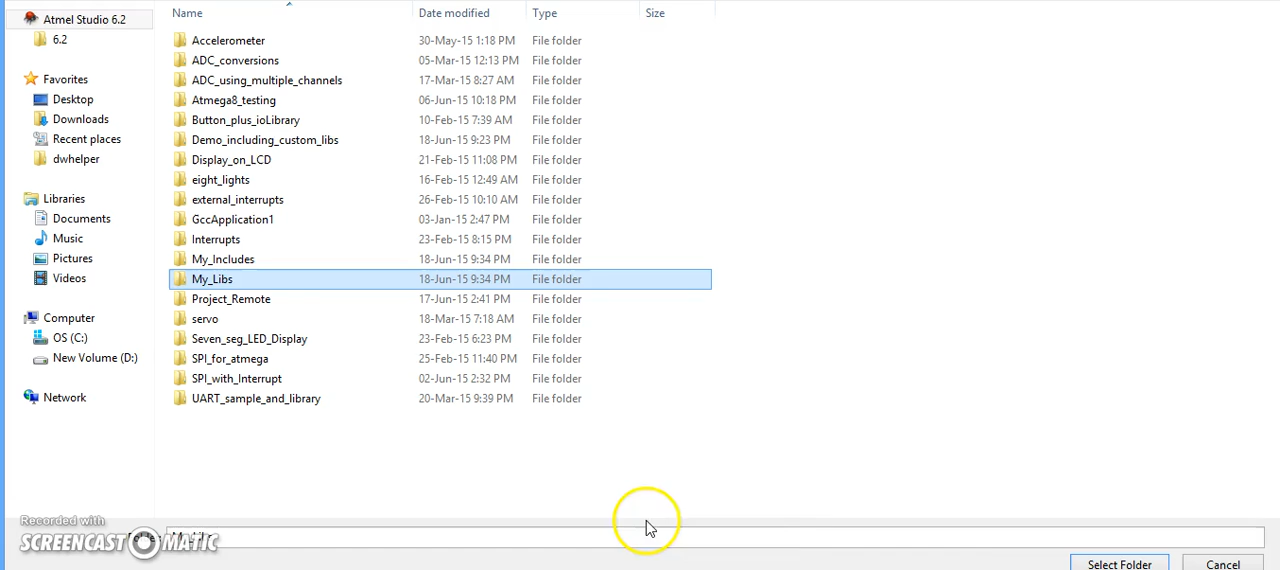 Atmel Studio 6.2
6.2
Favorites
Desktop
Downloads
Recent places
dwhelper
Libraries
Documents
Music
Pictures
Videos
Computer
OS (C:)
New Volume (D:)
Network
Name Date modified Type Size
Accelerometer 30-May-15 1:18 PM File folder
ADC_conversions 05-Mar-15 12:13 PM File folder
ADC_using_multiple_channels 17-Mar-15 8:27 AM File folder
Atmega8_testing 06-Jun-15 10:18 PM File folder
Button_plus_ioLibrary 10-Feb-15 7:39 AM File folder
Demo_including_custom_libs 18-Jun-15 9:23 PM File folder
Display_on_LCD 21-Feb-15 11:08 PM File folder
eight_lights 16-Feb-15 12:49 AM File folder
external_interrupts 26-Feb-15 10:10 AM File folder
GccApplication1 03-Jan-15 2:47 PM File folder
Interrupts 23-Feb-15 8:15 PM File folder
My_Includes 18-Jun-15 9:34 PM File folder
My_Libs 18-Jun-15 9:34 PM File folder
Project_Remote 17-Jun-15 2:41 PM File folder
servo 18-Mar-15 7:18 AM File folder
Seven_seg_LED_Display 23-Feb-15 6:23 PM File folder
SPI_for_atmega 25-Feb-15 11:40 PM File folder
SPI_with_Interrupt 02-Jun-15 2:32 PM File folder
UART_sample_and_library 20-Mar-15 9:39 PM File folder
Recorded with
SCREENCAST-O-MATIC
Select Folder Cancel